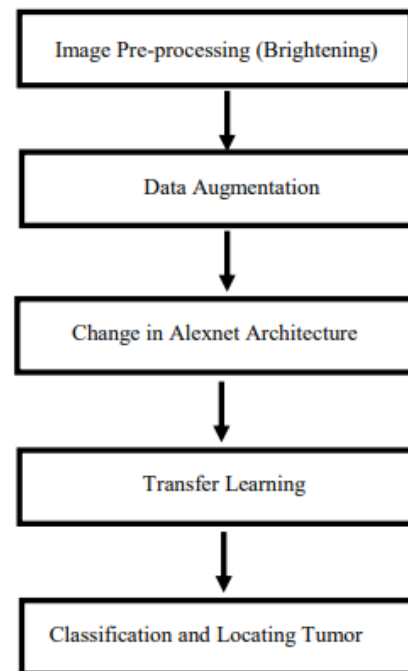 Image Pre-processing (Brightening)
Data Augmentation
Change in Alexnet Architecture
Transfer Learning
Classification and Locating Tumor